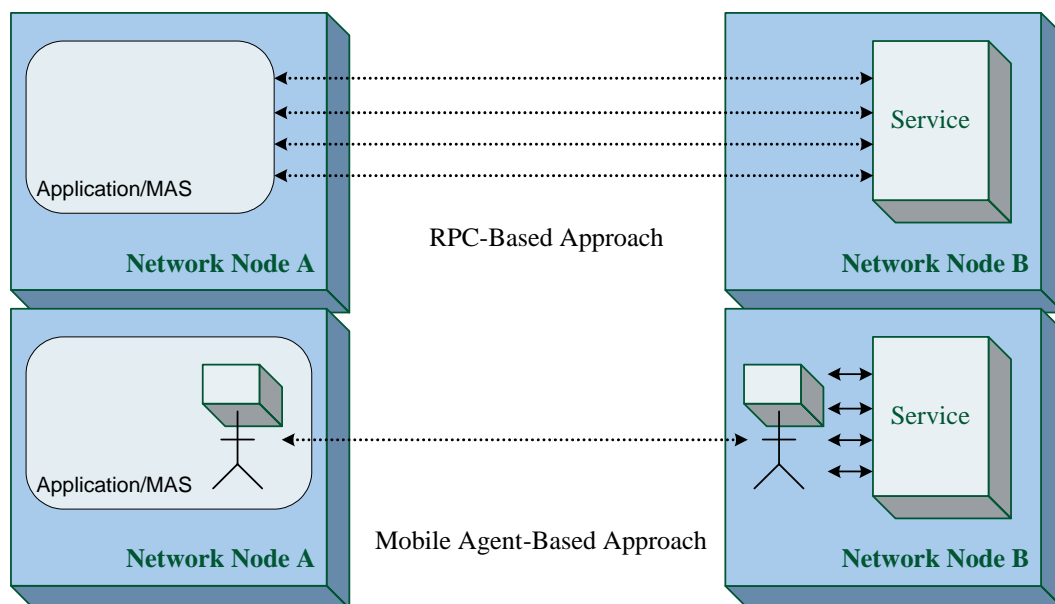 Service
Application/MAS
RPC-Based Approach
Network Node A
Network Node B
Service
Application/MAS
Mobile Agent-Based Approach
Network Node A
Network Node B